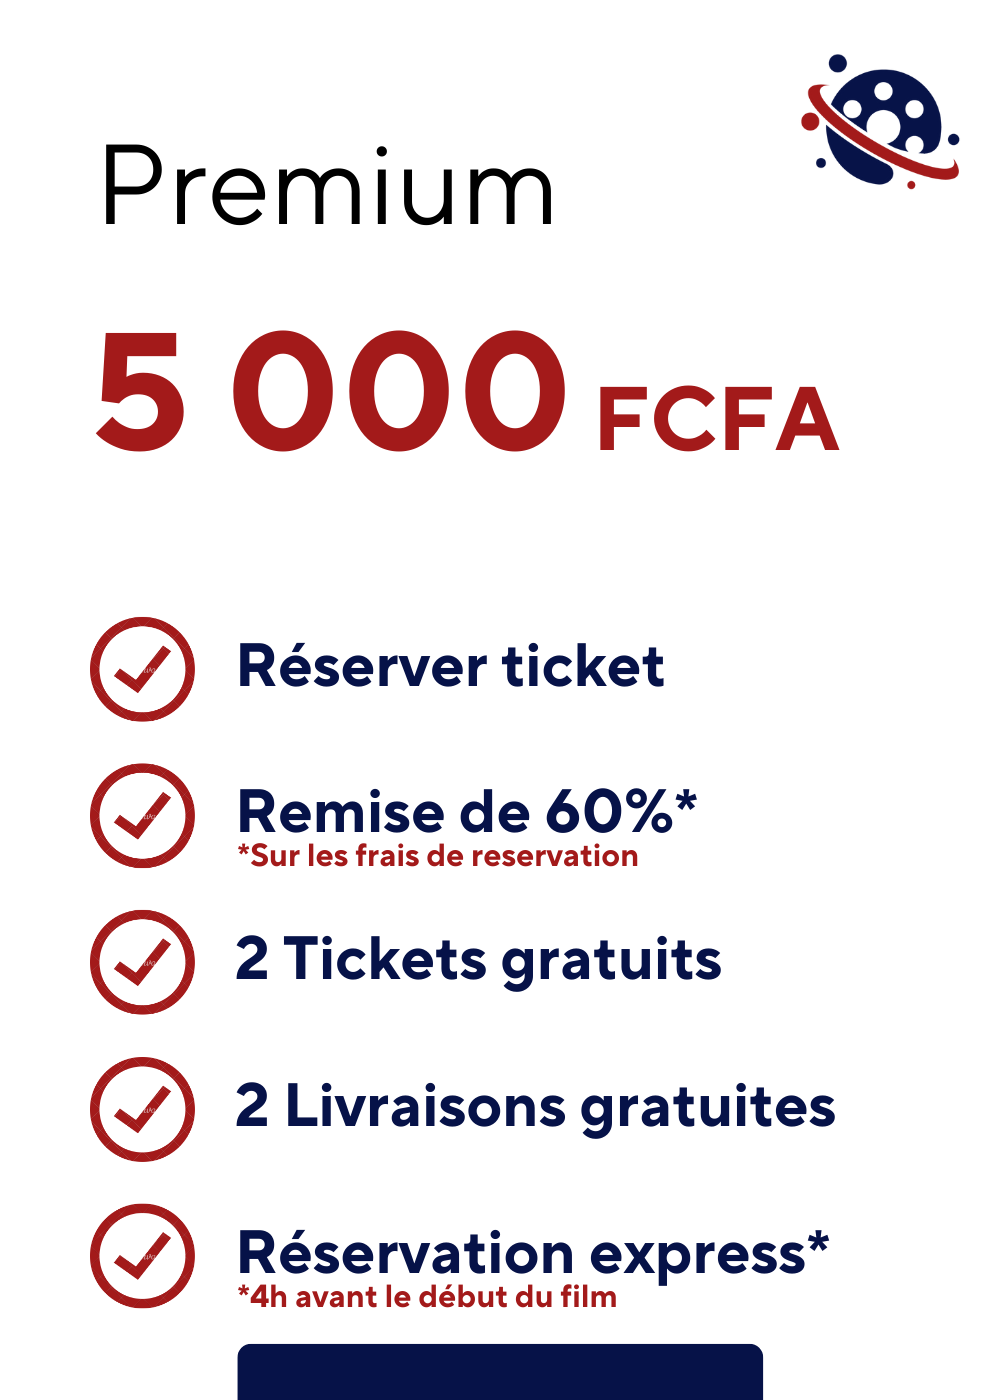 Premium
5 000 FCFA
Réserver ticket
Remise de 60%*
*Sur les frais de reservation
2 Tickets gratuits
2 Livraisons gratuites
Réservation express*
*4h avant le début du film